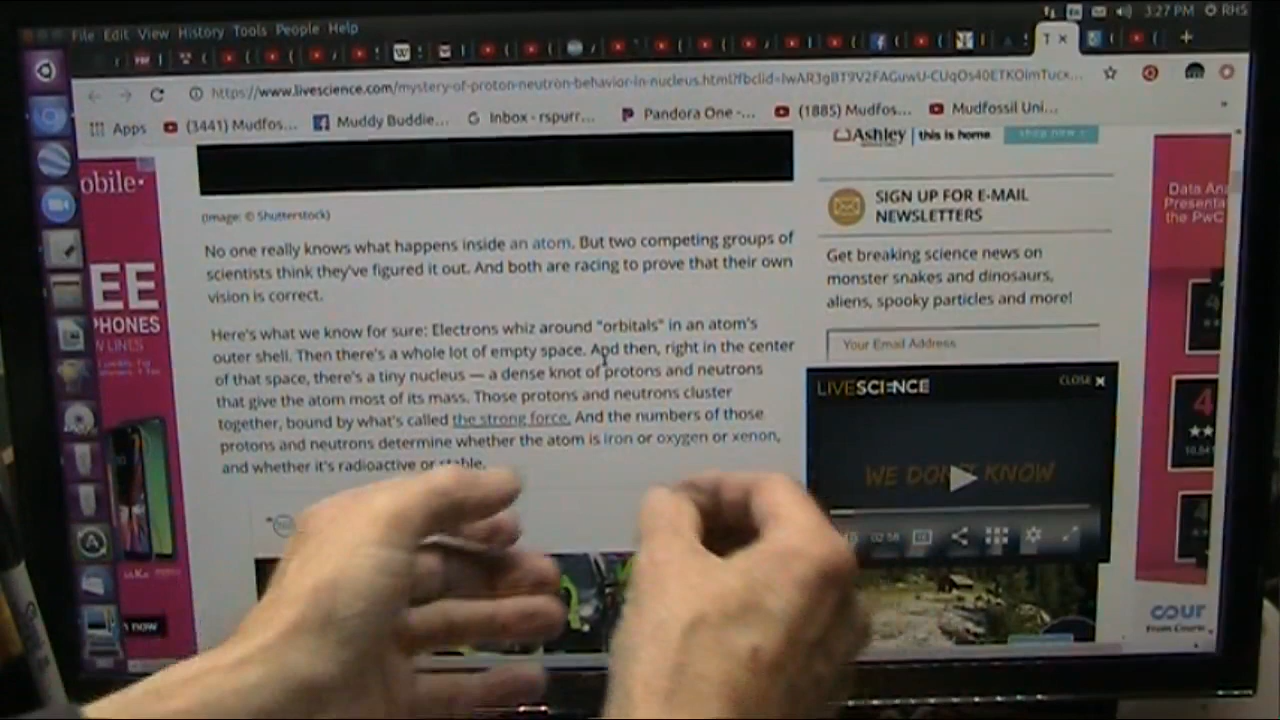 File Edit View History Tools People Help
3:27 PM RHS
https://www.livescience.com/mystery-of-proton-neutron-behavior-in-nucleus.html?fbclid=
Apps (3441) Mudfos... Muddy Buddie... Inbox - rspurr... Pandora One -... (1885) Mudfos... Mudfossil Uni...
Ashley | this is home shop now
obile
EE
PHONES
(Image: © Shutterstock)
No one really knows what happens inside an atom. But two competing groups of
scientists think they've figured it out. And both are racing to prove that their own
vision is correct.
Here's what we know for sure: Electrons whiz around "orbitals" in an atom's
outer shell. Then there's a whole lot of empty space. And then, right in the center
of that space, there's a tiny nucleus — a dense knot of protons and neutrons
that give the atom most of its mass. Those protons and neutrons cluster
together, bound by what's called the strong force. And the numbers of those
protons and neutrons determine whether the atom is iron or oxygen or xenon,
and whether it's radioactive or stable.
SIGN UP FOR E-MAIL
NEWSLETTERS
Get breaking science news on
monster snakes and dinosaurs,
aliens, spooky particles and more!
Your Email Address
LIVESCIENCE CLOSE X
WE DON'T KNOW
02:56
Data Ana
Presenta
the PwC
4
now
cour